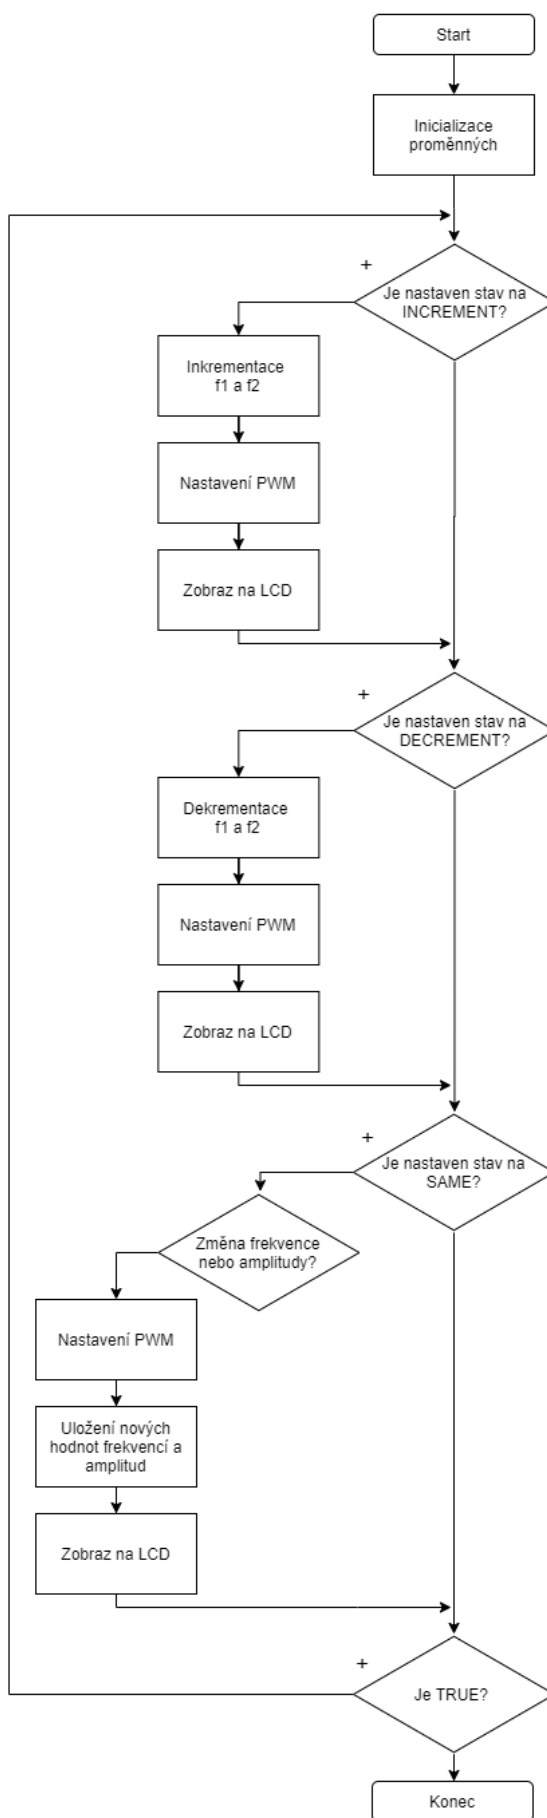 Start
Inicializace
proměnných
+
Je nastaven stav na
INCREMENT?
Inkrementace
f1 a f2
Nastavení PWM
Zobraz na LCD
+
Je nastaven stav na
DECREMENT?
Dekrementace
f1 a f2
Nastavení PWM
Zobraz na LCD
+
Je nastaven stav na
SAME?
Změna frekvence
nebo amplitudy?
Nastavení PWM
Uložení nových
hodnot frekvencí a
amplitud
Zobraz na LCD
+
Je TRUE?
Konec